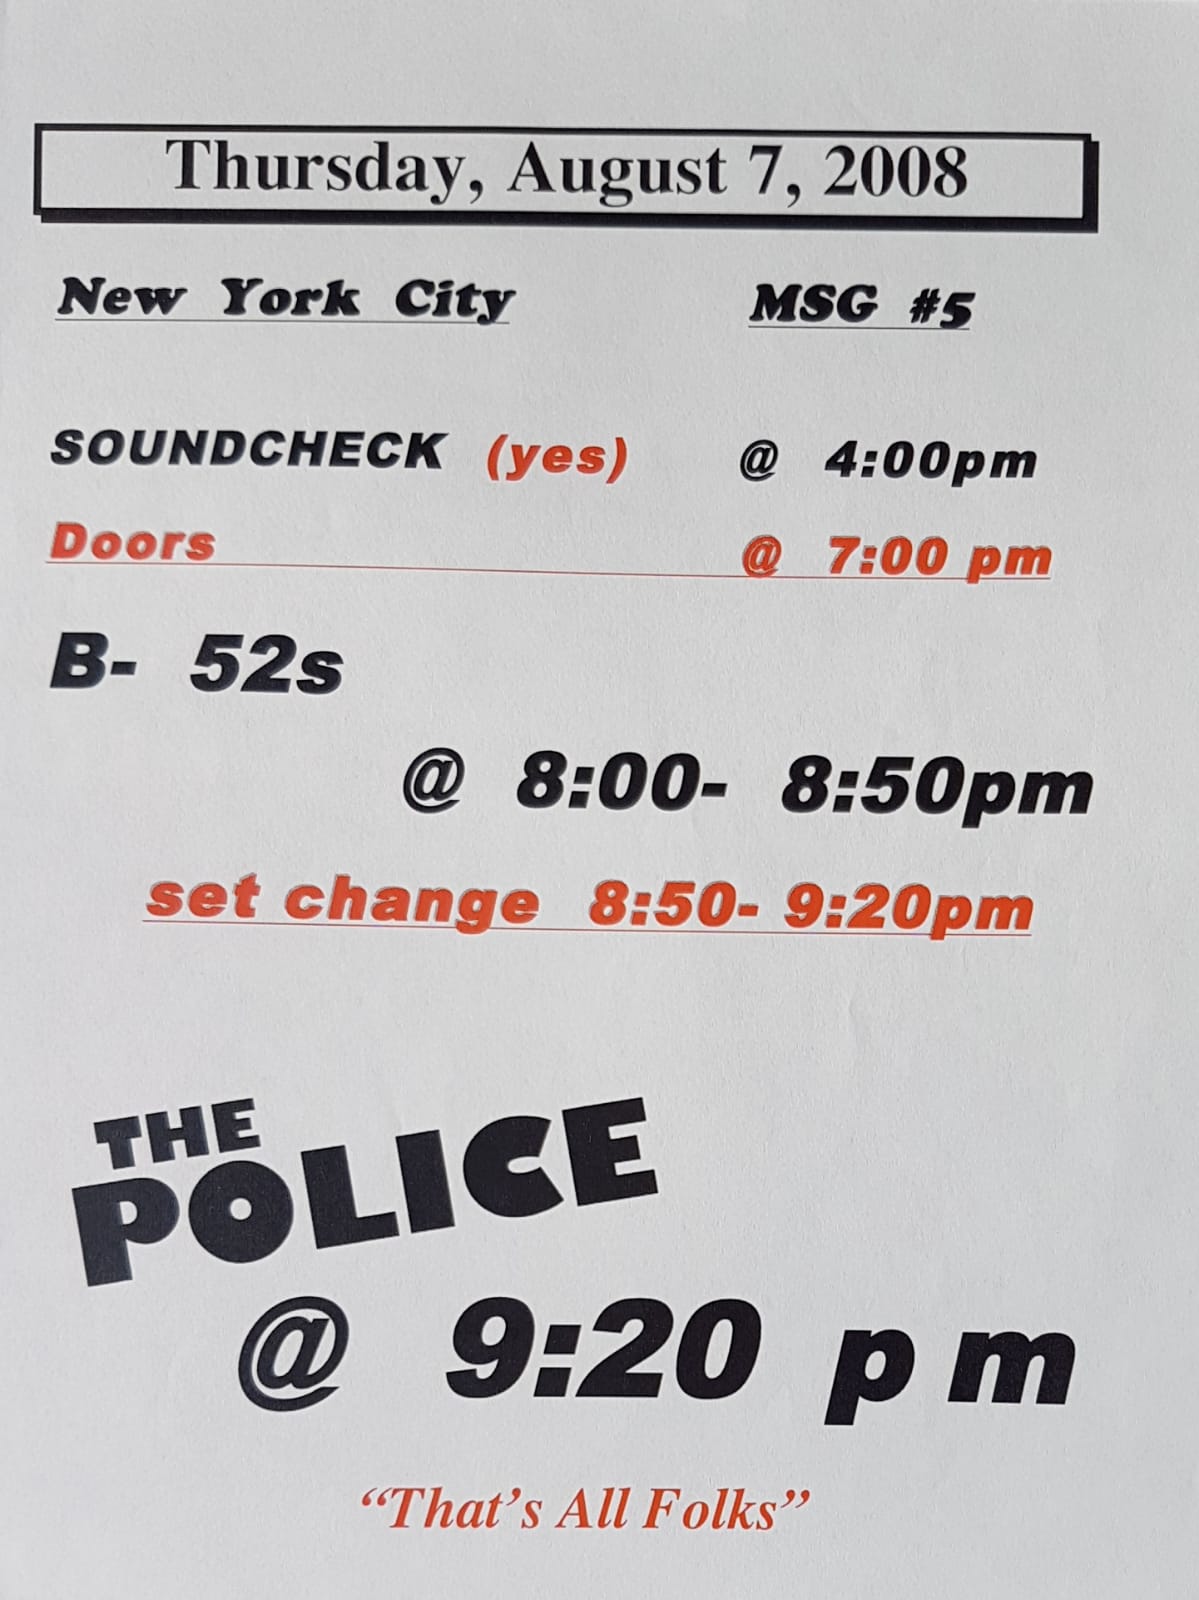 Thursday, August 7, 2008
New York City MSG #5
SOUNDCHECK (yes) @ 4:00pm
Doors @ 7:00 pm
B- 52s
@ 8:00- 8:50pm
set change 8:50- 9:20pm
THE
POLICE
@ 9:20 pm
“That’s All Folks”